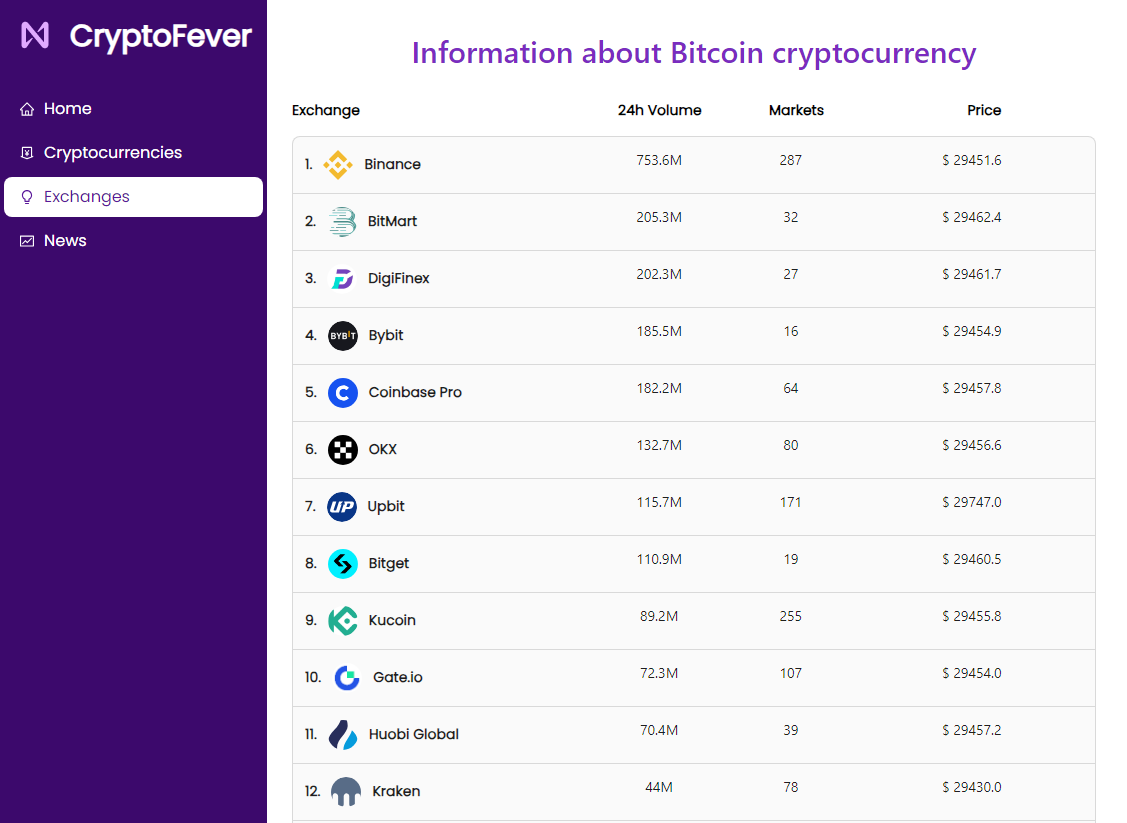 CryptoFever
Home
Cryptocurrencies
Exchanges
News
Information about Bitcoin cryptocurrency
Exchange 24h Volume Markets Price
1. Binance 753.6M 287 $ 29451.6
2. BitMart 205.3M 32 $ 29462.4
3. DigiFinex 202.3M 27 $ 29461.7
4. BYBIT Bybit 185.5M 16 $ 29454.9
5. Coinbase Pro 182.2M 64 $ 29457.8
6. OKX 132.7M 80 $ 29456.6
7. UP Upbit 115.7M 171 $ 29747.0
8. Bitget 110.9M 19 $ 29460.5
9. Kucoin 89.2M 255 $ 29455.8
10. Gate.io 72.3M 107 $ 29454.0
11. Huobi Global 70.4M 39 $ 29457.2
12. Kraken 44M 78 $ 29430.0